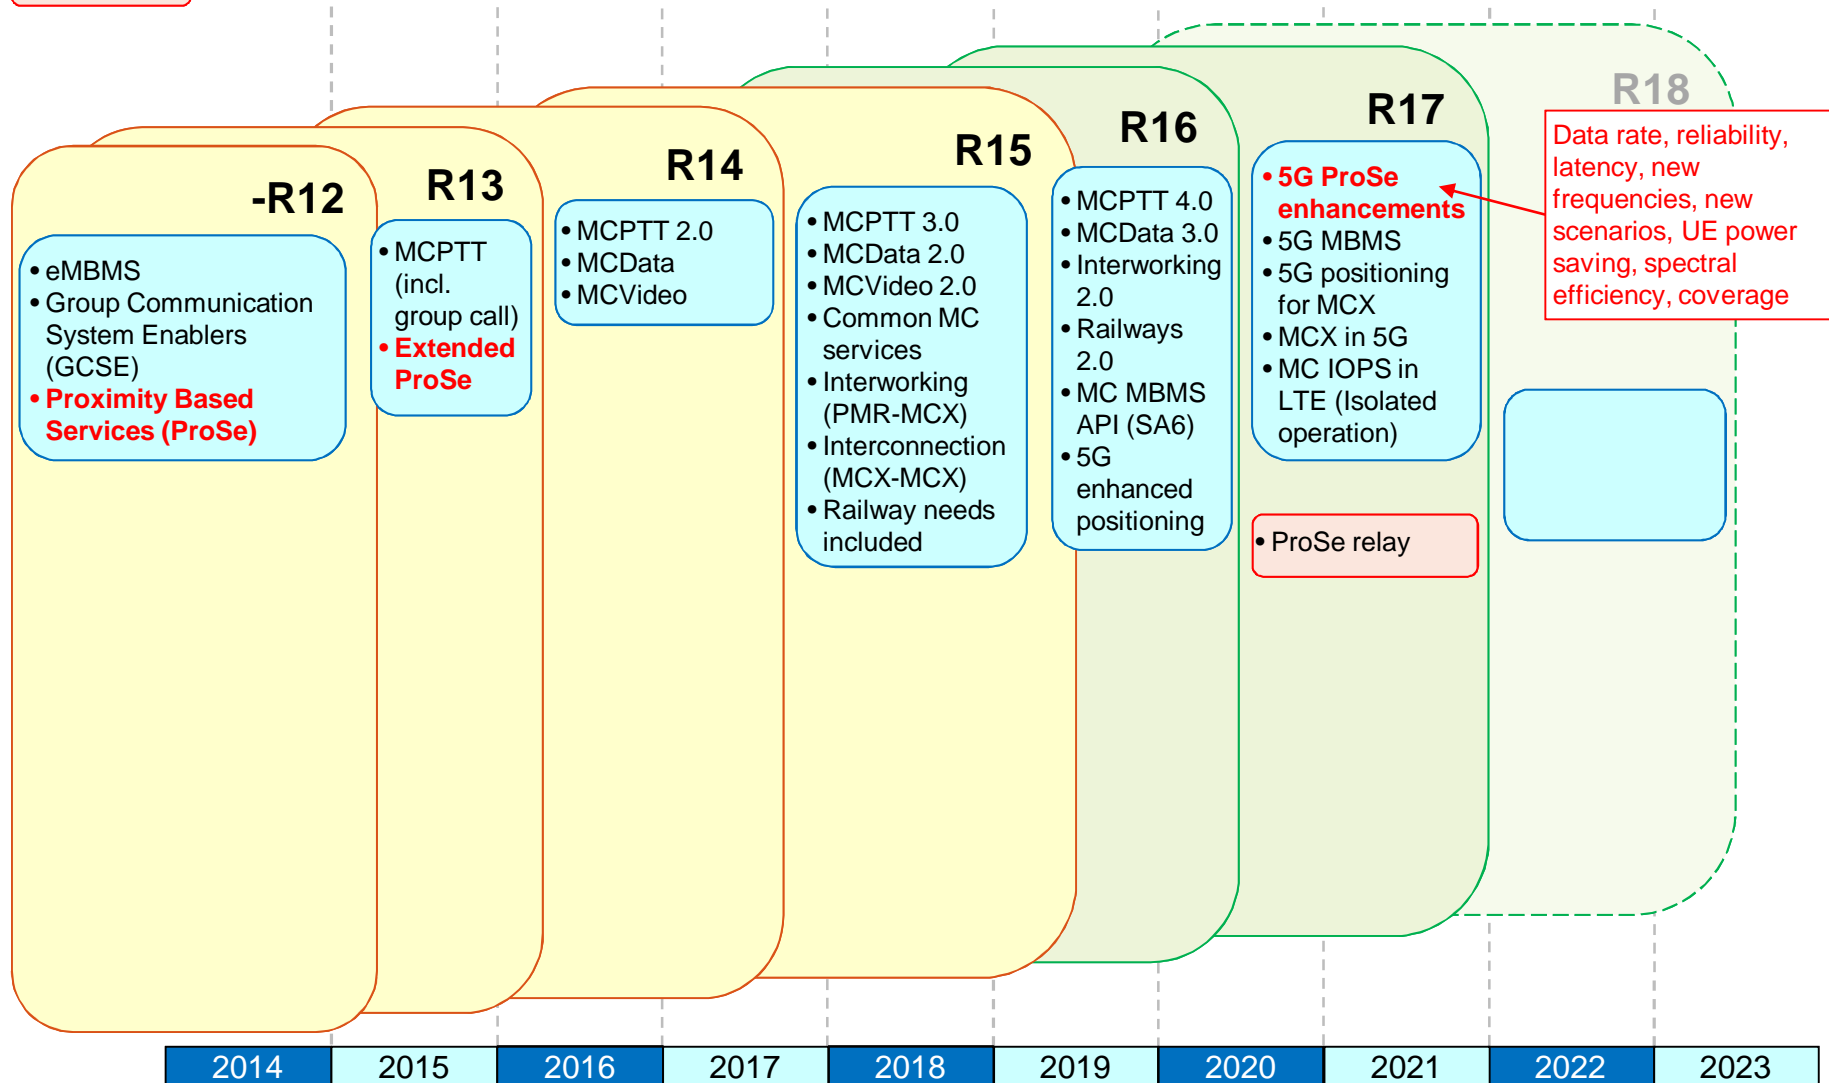 -R12
• eMBMS
• Group Communication
System Enablers
(GCSE)
• Proximity Based
Services (ProSe)
R13
• MCPTT
(incl.
group call)
• Extended
ProSe
R14
• MCPTT 2.0
• MCData
• MCVideo
R15
• MCPTT 3.0
• MCData 2.0
• MCVideo 2.0
• Common MC
services
• Interworking
(PMR-MCX)
• Interconnection
(MCX-MCX)
• Railway needs
included
R16
• MCPTT 4.0
• MCData 3.0
• Interworking
2.0
• Railways
2.0
• MC MBMS
API (SA6)
• 5G
enhanced
positioning
R17
• 5G ProSe
enhancements
• 5G MBMS
• 5G positioning
for MCX
• MCX in 5G
• MC IOPS in
LTE (Isolated
operation)
• ProSe relay
R18
Data rate, reliability,
latency, new
frequencies, new
scenarios, UE power
saving, spectral
efficiency, coverage
2014
2015
2016
2017
2018
2019
2020
2021
2022
2023